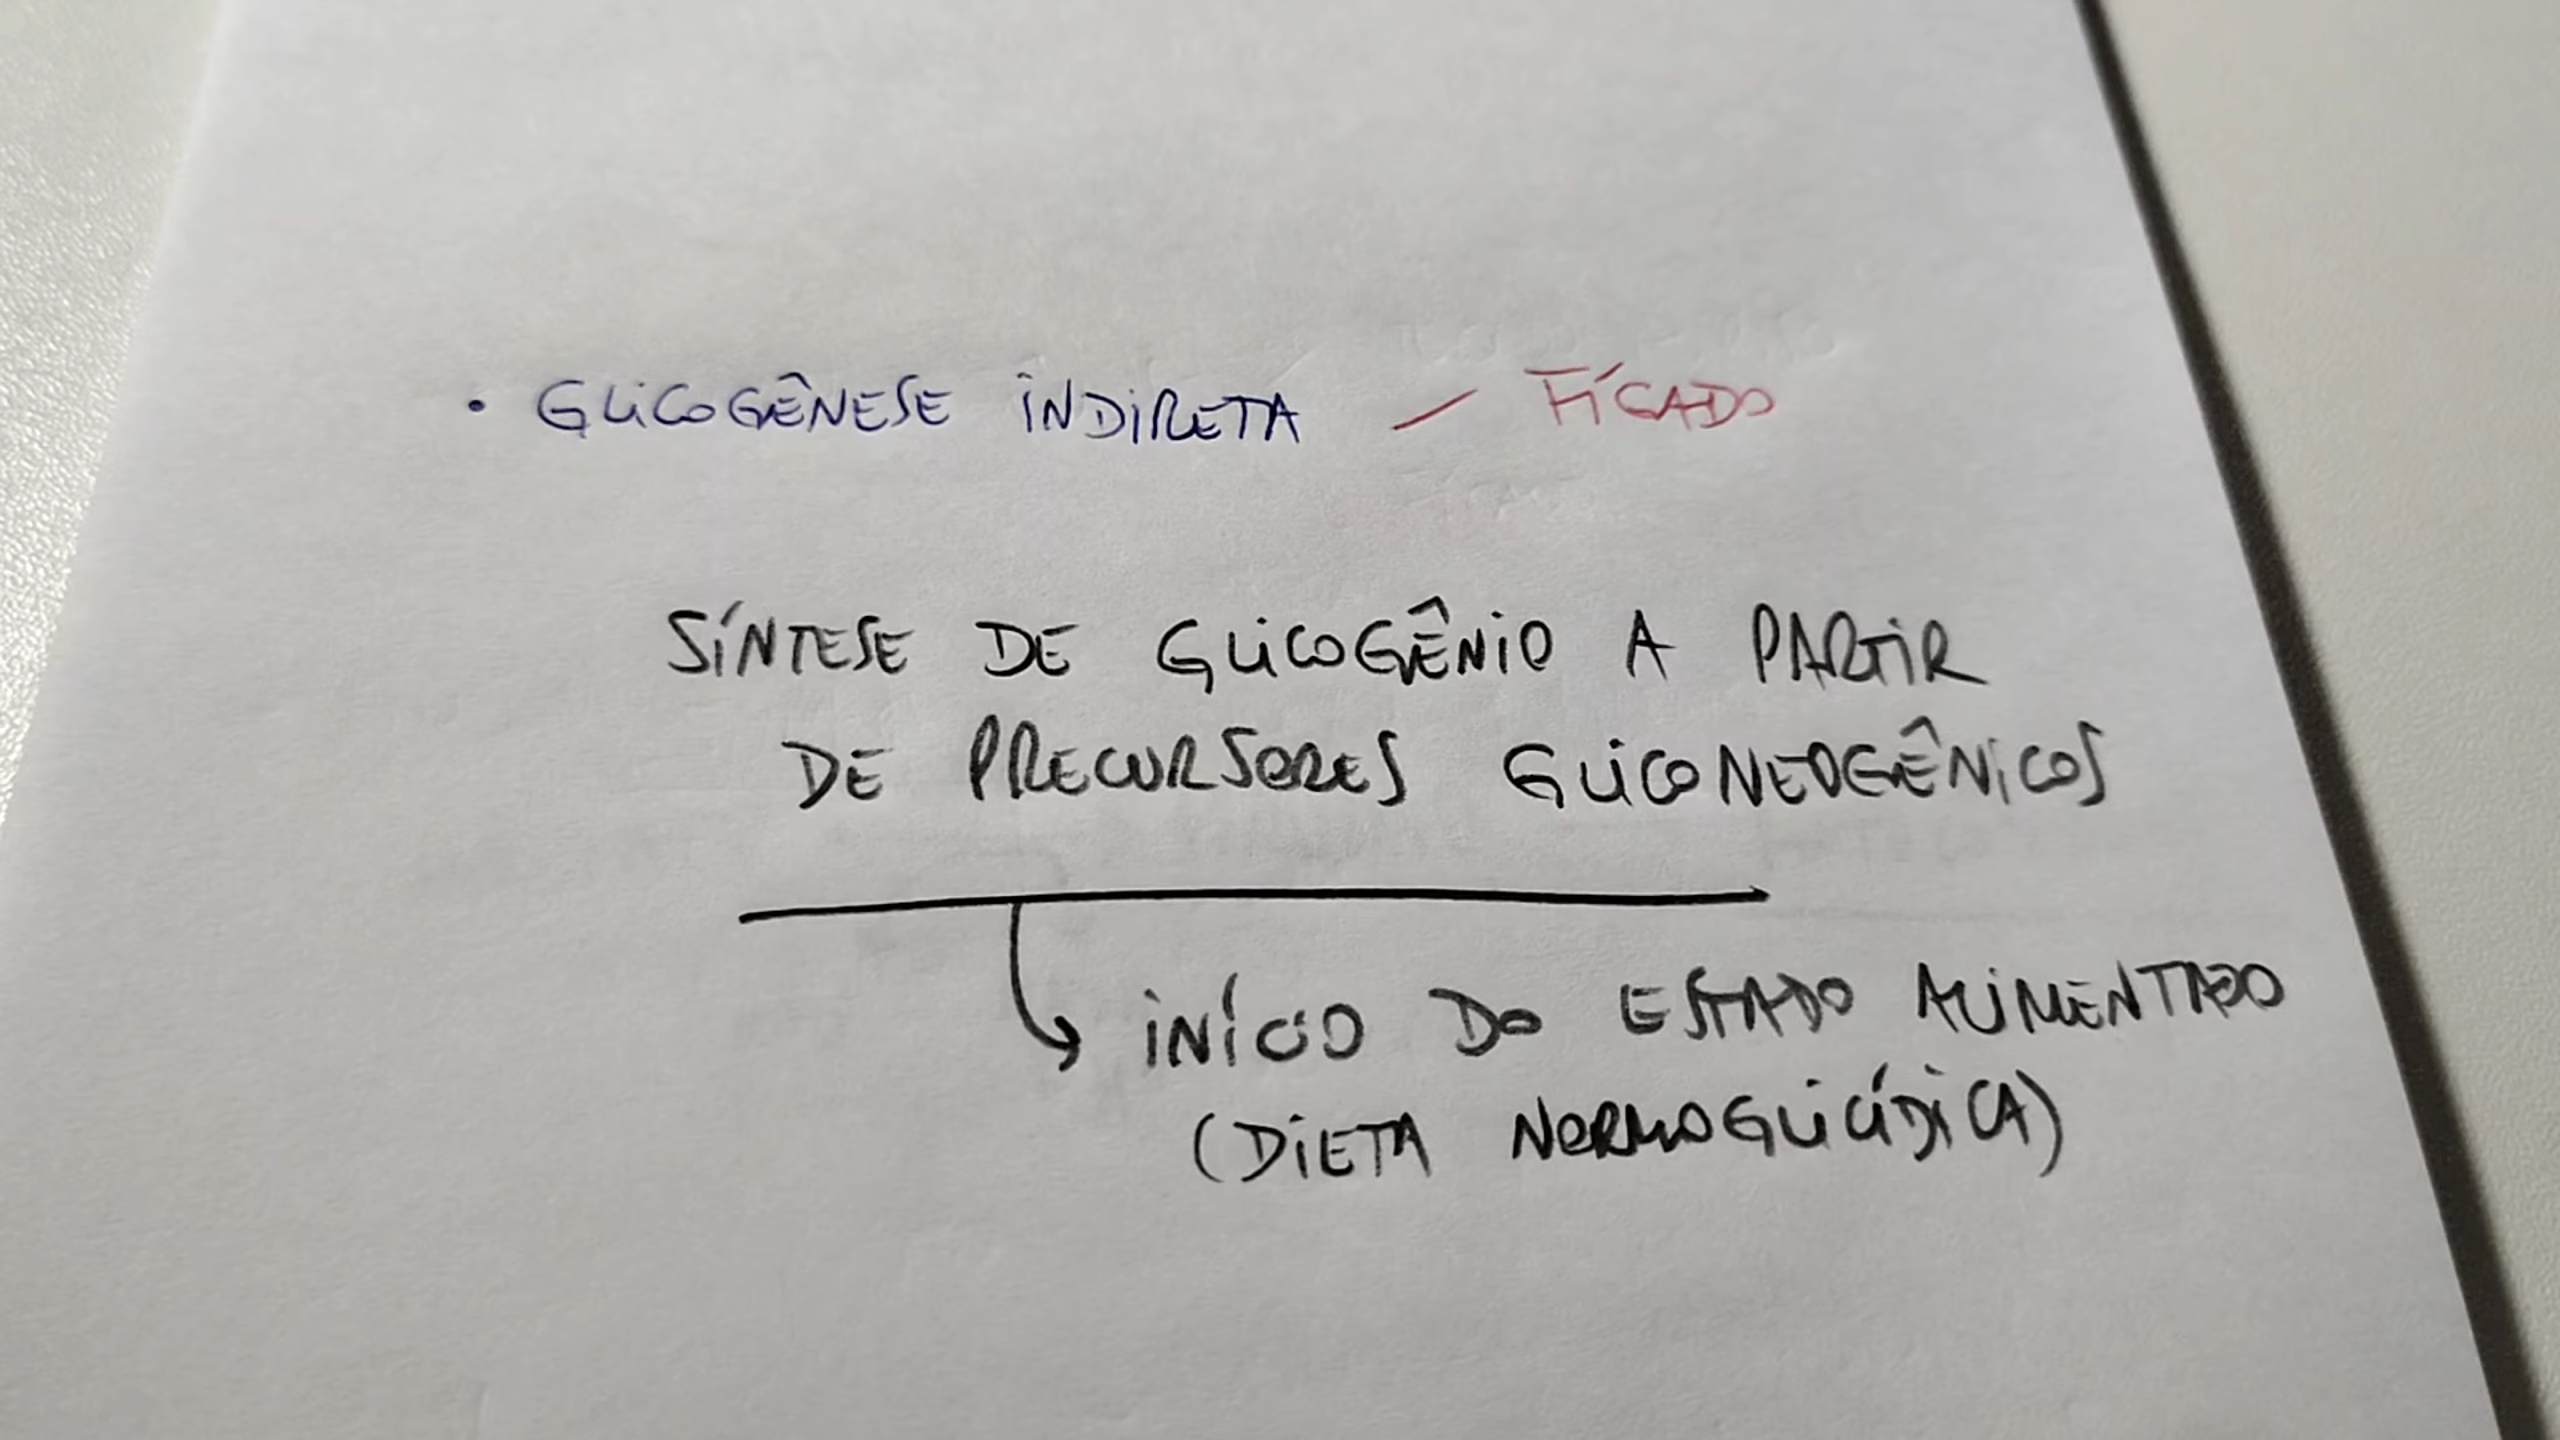 • GLICOGÊNESE INDIRETA - FÍGADO
SÍNTESE DE GLICOGÊNIO A PARTIR
DE PRECURSORES GLICONEOGÊNICOS
INÍCIO DO ESTADO ALIMENTADO
(DIETA NORMOGLICÍDICA)